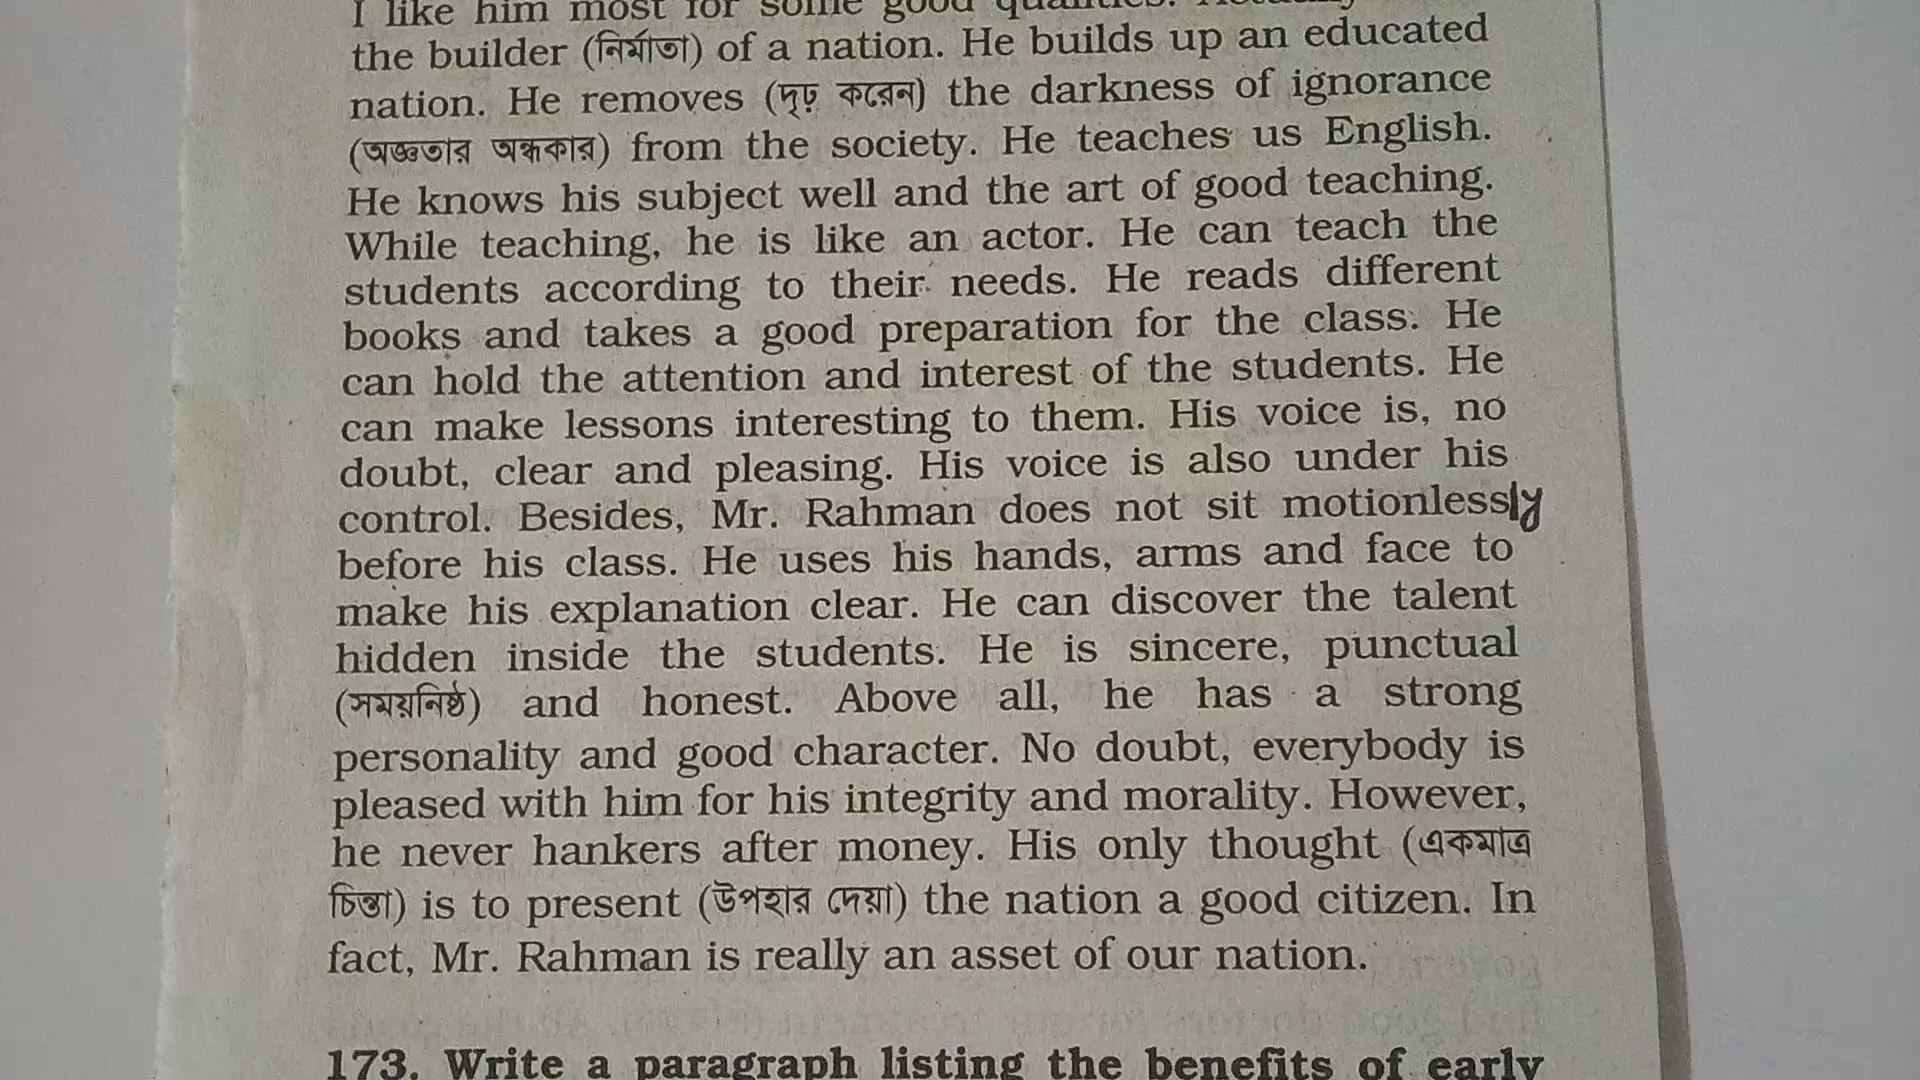 I like him most for some good qualities.
the builder (নির্মাতা) of a nation. He builds up an educated
nation. He removes (দৃঢ় করেন) the darkness of ignorance
(অজ্ঞতার অন্ধকার) from the society. He teaches us English.
He knows his subject well and the art of good teaching.
While teaching, he is like an actor. He can teach the
students according to their needs. He reads different
books and takes a good preparation for the class. He
can hold the attention and interest of the students. He
can make lessons interesting to them. His voice is, no
doubt, clear and pleasing. His voice is also under his
control. Besides, Mr. Rahman does not sit motionlessly
before his class. He uses his hands, arms and face to
make his explanation clear. He can discover the talent
hidden inside the students. He is sincere, punctual
(সময়নিষ্ঠ) and honest. Above all, he has a strong
personality and good character. No doubt, everybody is
pleased with him for his integrity and morality. However,
he never hankers after money. His only thought (একমাত্র
চিন্তা) is to present (উপহার দেয়া) the nation a good citizen. In
fact, Mr. Rahman is really an asset of our nation.
173. Write a paragraph listing the benefits of early